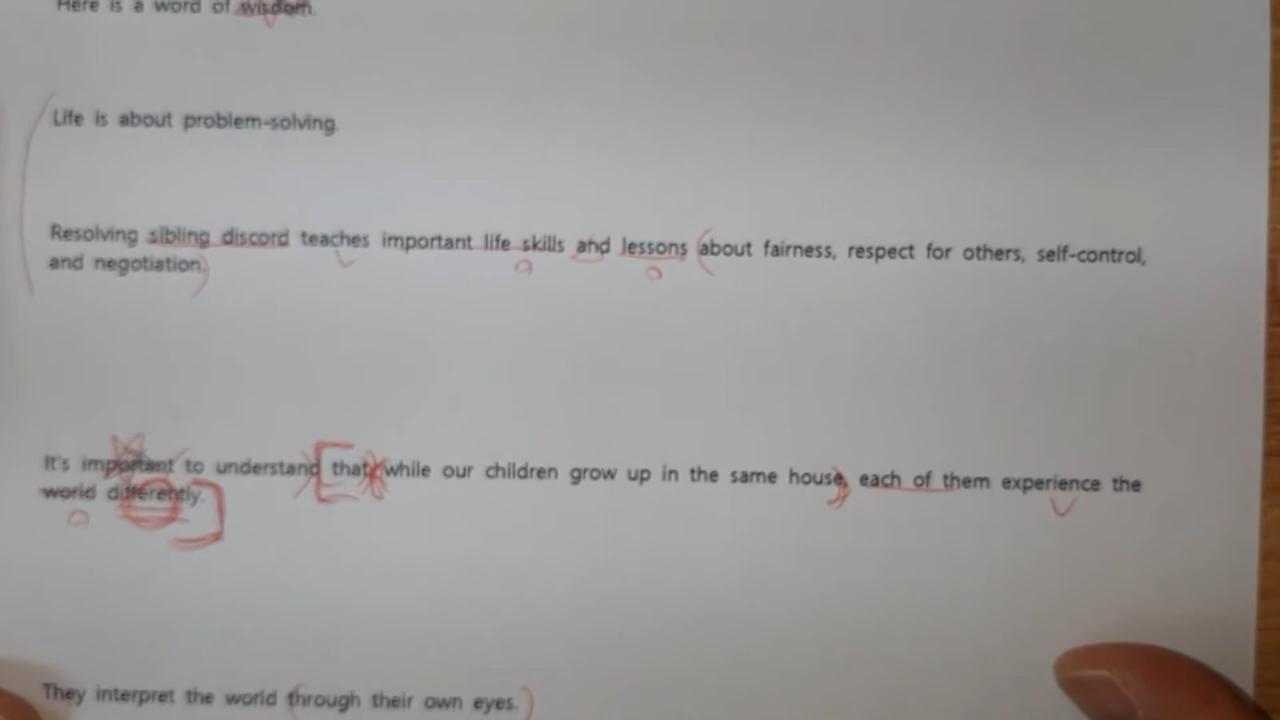 Here is a word of wisdom.
Life is about problem-solving.
Resolving sibling discord teaches important life skills and lessons about fairness, respect for others, self-control,
and negotiation.
It's important to understand that while our children grow up in the same house, each of them experience the
world differently.
They interpret the world through their own eyes.